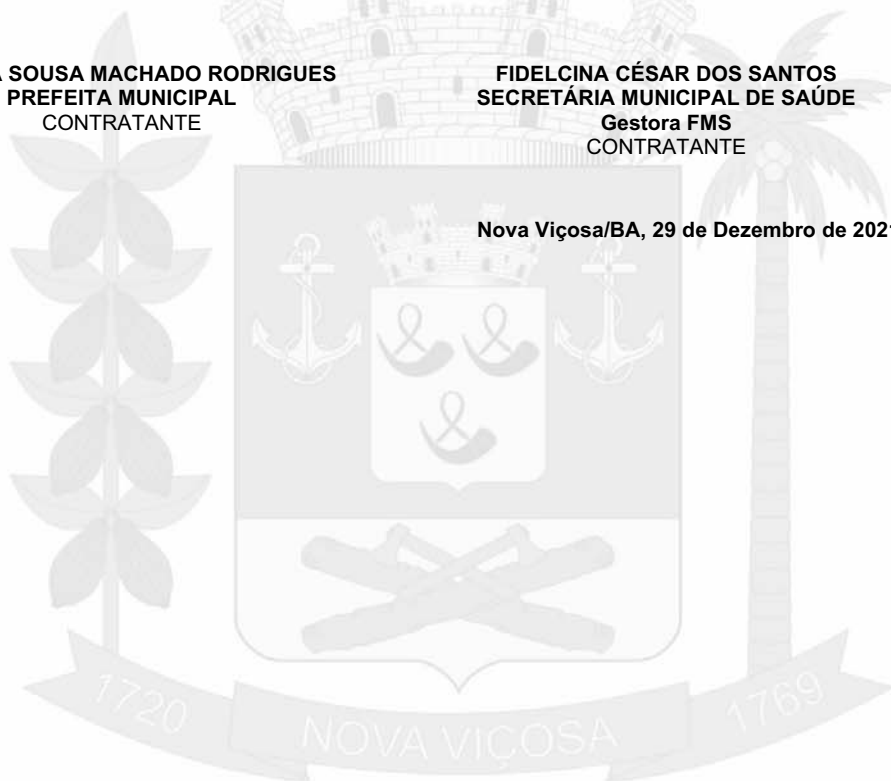 A SOUSA MACHADO RODRIGUES
PREFEITA MUNICIPAL
CONTRATANTE
FIDELCINA CÉSAR DOS SANTOS
SECRETÁRIA MUNICIPAL DE SAÚDE
Gestora FMS
CONTRATANTE
Nova Viçosa/BA, 29 de Dezembro de 2021
1720 NOVA VIÇOSA 1769